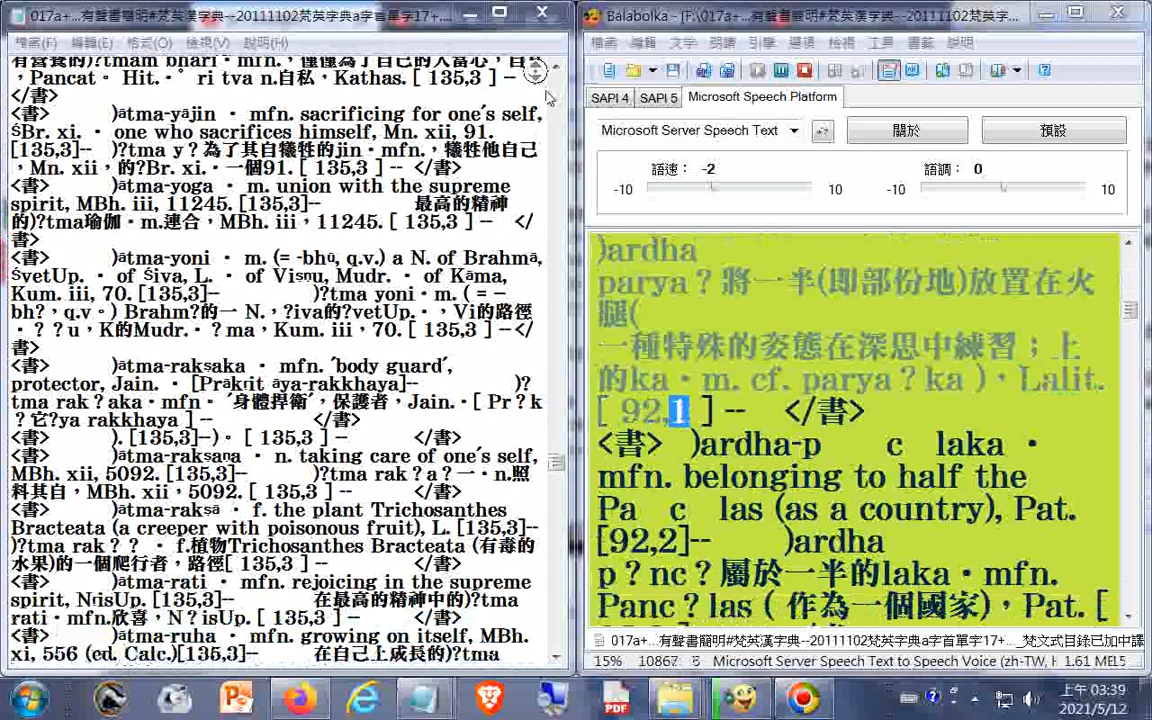 017a+...有聲書簡明#梵英漢字典--20111102梵英字典a字首單字17+...
檔案(F) 編輯(E) 格式(O) 檢視(V) 說明(H)
, Pancat。 Hit.‧゜ri tva n.自私, Kathas. [ 135,3 ] --
</書>
<書> )ātma-yājin ‧ mfn. sacrificing for one's self,
ŚBr. xi. ‧ one who sacrifices himself, Mn. xii, 91.
[135,3]-- )?tma y?為了其自犧牲的jin‧mfn.,犧牲他自己
, Mn. xii,的?Br. xi.‧一個91. [ 135,3 ] -- </書>
<書> )ātma-yoga ‧ m. union with the supreme
spirit, MBh. iii, 11245. [135,3]-- 最高的精神
的)?tma瑜伽‧m.連合,MBh. iii,11245. [ 135,3 ] -- </
書>
<書> )ātma-yoni ‧ m. (= -bhū, q.v.) a N. of Brahmā,
ŚvetUp. ‧ of Śiva, L. ‧ of Viṣṇu, Mudr. ‧ of Kāma,
Kum. iii, 70. [135,3]-- )?tma yoni‧m. ( = –
bh?,q.v。) Brahm?的一 N.,?iva的?vetUp.‧,Vi的路徑
‧??u,K的Mudr.‧?ma,Kum. iii,70. [ 135,3 ] -- </
書>
<書> )ātma-rakṣaka ‧ mfn. 'body guard',
protector, Jain. ‧ [Prākṛit āya-rakkhaya]-- )?
tma rak?aka‧mfn‧'身體捍衛',保護者,Jain.‧[ Pr?k
?它?ya rakkhaya ] -- </書>
<書> ). [135,3]--)。 [ 135,3 ] -- </書>
<書> )ātma-rakṣaṇa ‧ n. taking care of one's self,
MBh. xii, 5092. [135,3]-- )?tma rak?a?一‧n.照
料其自,MBh. xii,5092. [ 135,3 ] -- </書>
<書> )ātma-rakṣā ‧ f. the plant Trichosanthes
Bracteata (a creeper with poisonous fruit), L. [135,3]--
)?tma rak??‧ f.植物Trichosanthes Bracteata (有毒的
水果)的一個爬行者,路徑[ 135,3 ] -- </書>
<書> )ātma-rati ‧ mfn. rejoicing in the supreme
spirit, NṛisUp. [135,3]-- 在最高的精神中的)?tma
rati‧mfn.欣喜,N?isUp. [ 135,3 ] -- </書>
<書> )ātma-ruha ‧ mfn. growing on itself, MBh.
xi, 556 (ed. Calc.)[135,3]-- 在自己上成長的)?tma
Balabolka - [F:\017a+...有聲書簡明#梵英漢字典--20111102梵英字...
檔案 編輯 文字 朗讀 引擎 選項 檢視 工具 書籤 說明
SAPI 4 SAPI 5 Microsoft Speech Platform
Microsoft Server Speech Text 關於 預設
語速: -2 語調: 0
-10 10 -10 10
)ardha
parya?將一半(即部份地)放置在火
腿(
一種特殊的姿態在深思中練習;上
的ka‧m. cf. parya?ka ),Lalit.
[ 92,1 ] -- </書>
<書> )ardha-p c laka ‧
mfn. belonging to half the
Pa c las (as a country), Pat.
[92,2]-- )ardha
p?nc?屬於一半的laka‧mfn.
Panc?las ( 作為一個國家),Pat. [
017a+...有聲書簡明#梵英漢字典--20111102梵英字典a字首單字17+..._梵文式目錄已加中譯
15% 10867: 5 Microsoft Server Speech Text to Speech Voice (zh-TW, H 1.61 MB
PDF
上午 03:39
2021/5/12